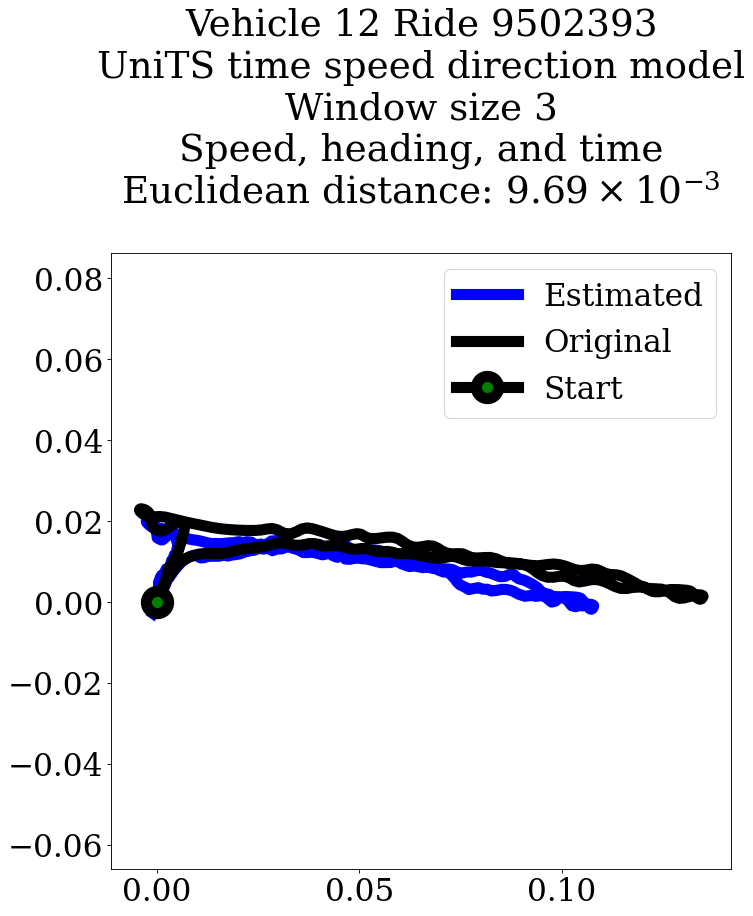 Vehicle 12 Ride 9502393
UniTS time speed direction model
Window size 3
Speed, heading, and time
Euclidean distance: 9.69 × 10⁻³
Estimated
Original
Start
0.08
0.06
0.04
0.02
0.00
−0.02
−0.04
−0.06
0.00 0.05 0.10